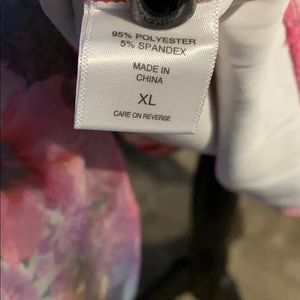 95% POLYESTER
5% SPANDEX
MADE IN
CHINA
XL
CARE ON REVERSE